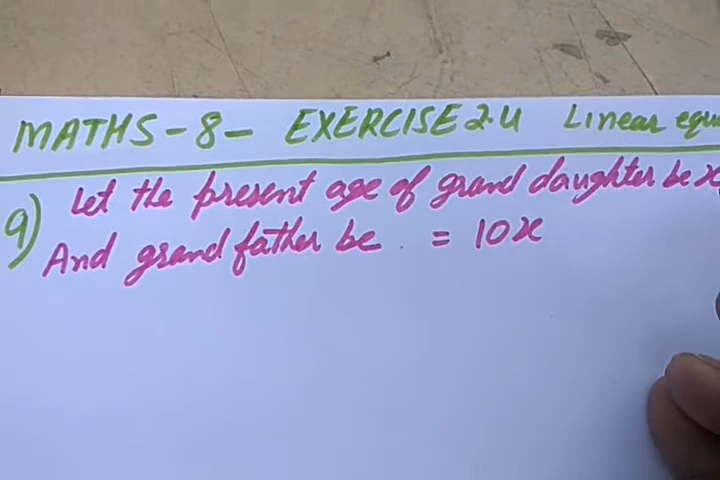 MATHS-8- EXERCISE 2.4 Linear equ
9) Let the present age of grand daughter be x
And grand father be = 10x